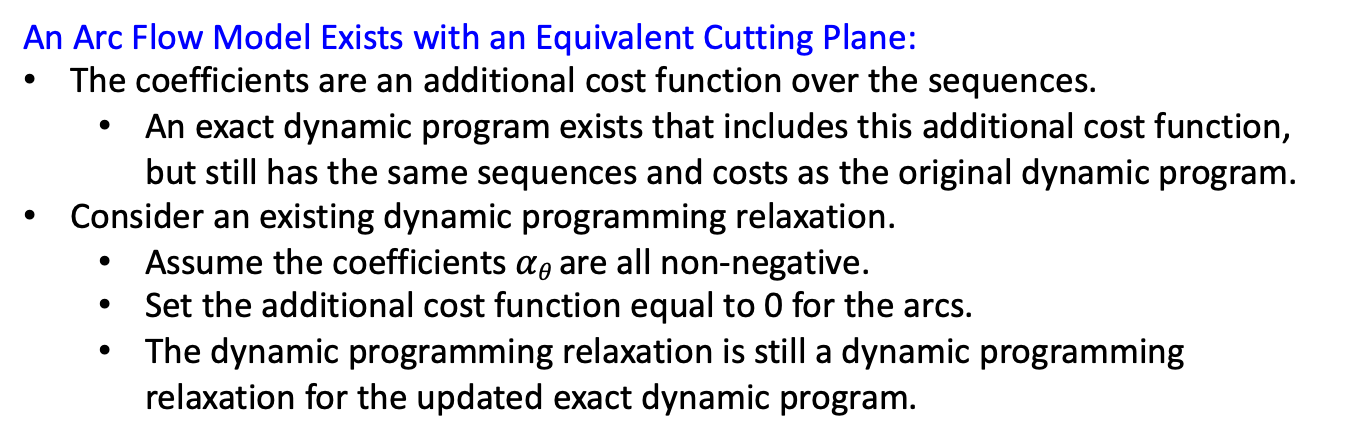 An Arc Flow Model Exists with an Equivalent Cutting Plane:
• The coefficients are an additional cost function over the sequences.
• An exact dynamic program exists that includes this additional cost function,
but still has the same sequences and costs as the original dynamic program.
• Consider an existing dynamic programming relaxation.
• Assume the coefficients α_θ are all non-negative.
• Set the additional cost function equal to 0 for the arcs.
• The dynamic programming relaxation is still a dynamic programming
relaxation for the updated exact dynamic program.